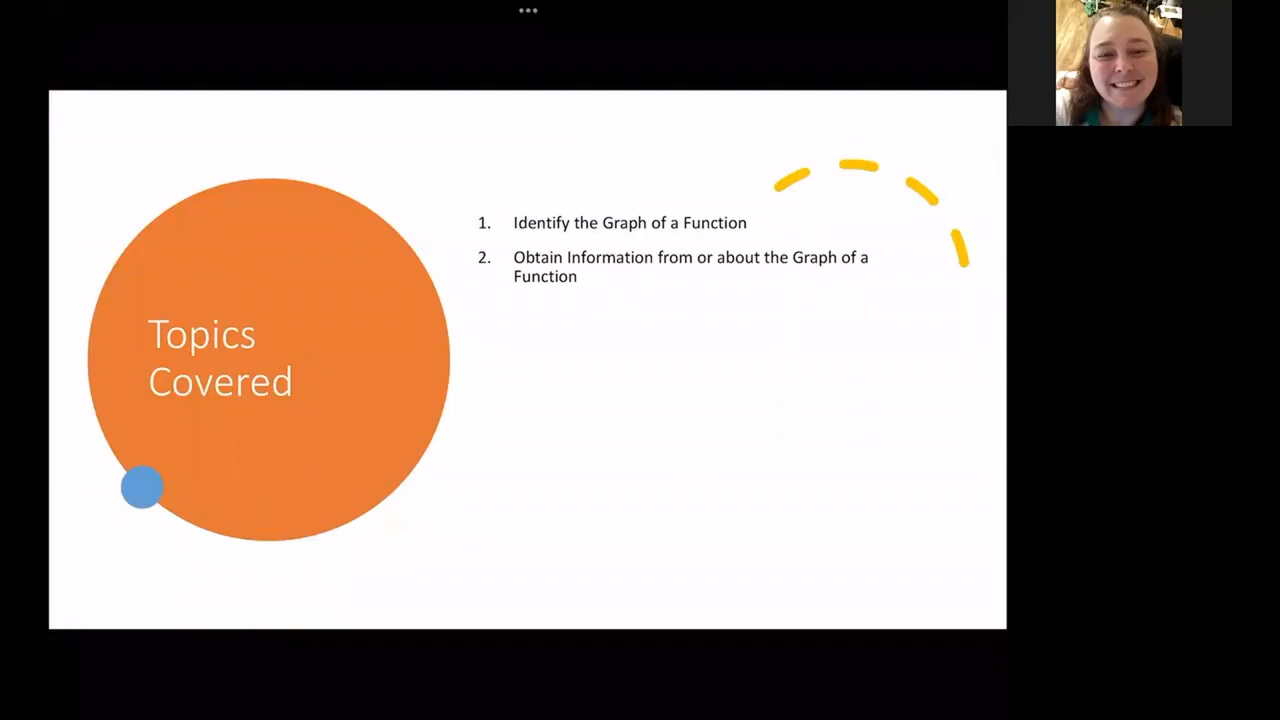 Topics
Covered
1. Identify the Graph of a Function
2. Obtain Information from or about the Graph of a
Function